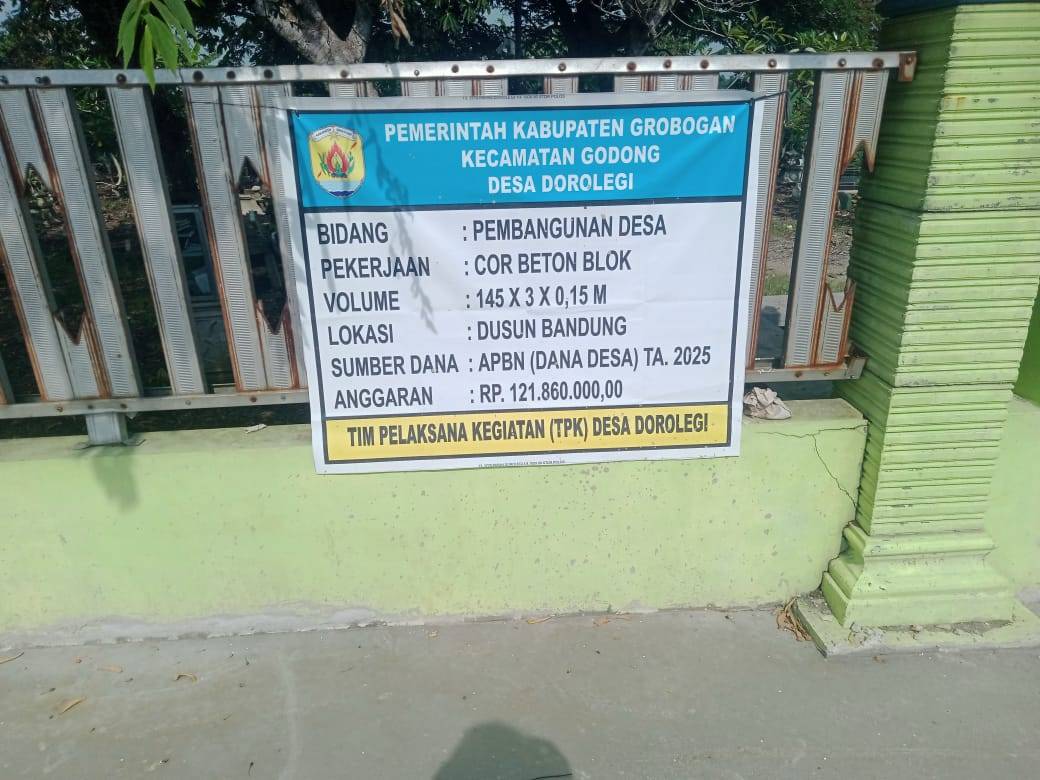 PEMERINTAH KABUPATEN GROBOGAN
KECAMATAN GODONG
DESA DOROLEGI
BIDANG : PEMBANGUNAN DESA
PEKERJAAN : COR BETON BLOK
VOLUME : 145 X 3 X 0,15 M
LOKASI : DUSUN BANDUNG
SUMBER DANA : APBN (DANA DESA) TA. 2025
ANGGARAN : RP. 121.860.000,00
TIM PELAKSANA KEGIATAN (TPK) DESA DOROLEGI